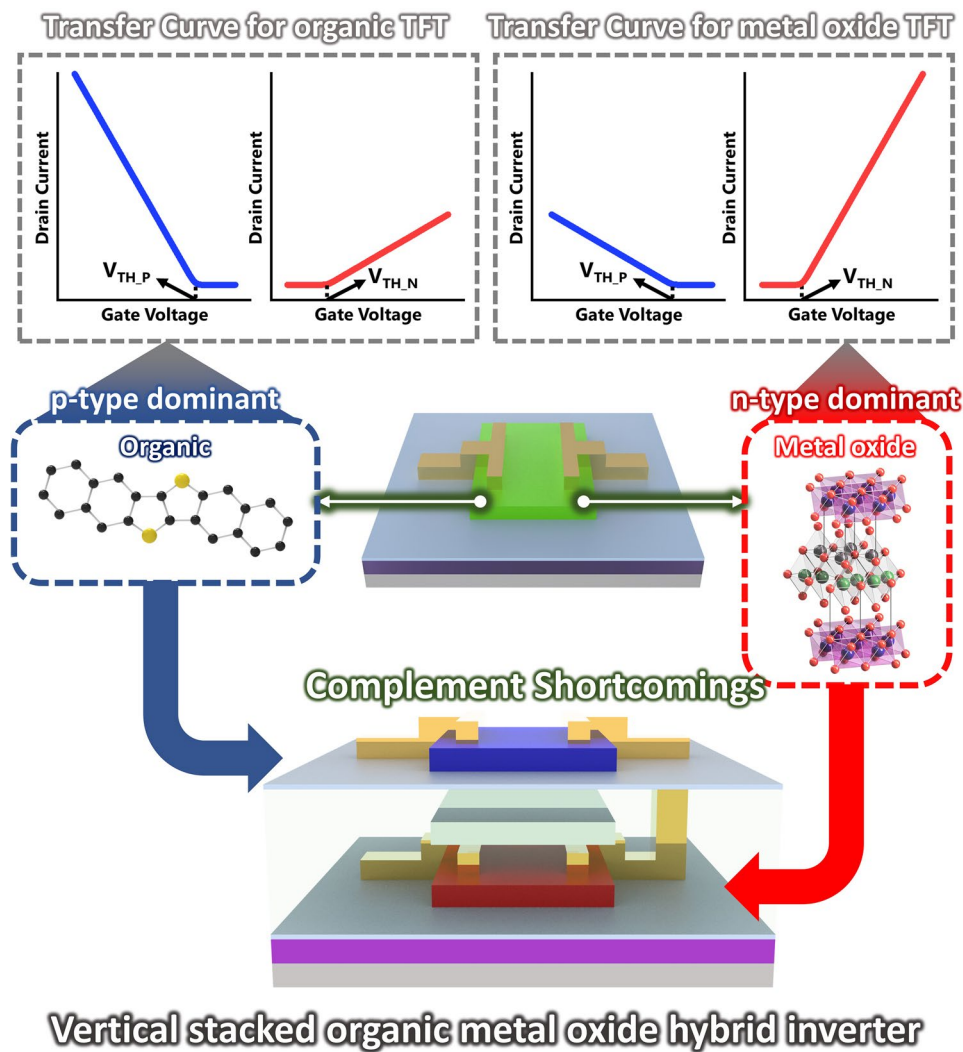 Transfer Curve for organic TFT
Transfer Curve for metal oxide TFT
Drain Current
V_TH_P
Gate Voltage
Drain Current
V_TH_N
Gate Voltage
Drain Current
V_TH_P
Gate Voltage
Drain Current
V_TH_N
Gate Voltage
p-type dominant
n-type dominant
Organic
Metal oxide
Complement Shortcomings
Vertical stacked organic metal oxide hybrid inverter